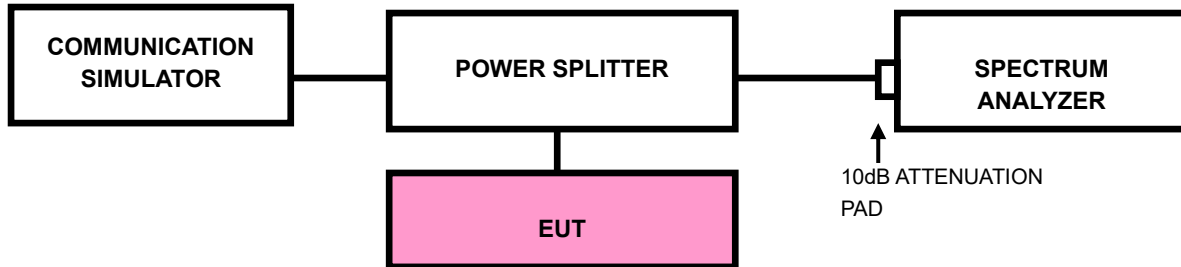 COMMUNICATION
SIMULATOR
POWER SPLITTER
SPECTRUM
ANALYZER
10dB ATTENUATION
PAD
EUT